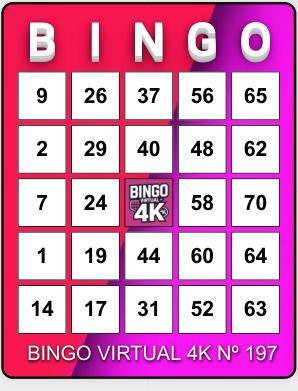 B I N G O
9 26 37 56 65
2 29 40 48 62
7 24 BINGO VIRTUAL 4K 58 70
1 19 44 60 64
14 17 31 52 63
BINGO VIRTUAL 4K Nº 197